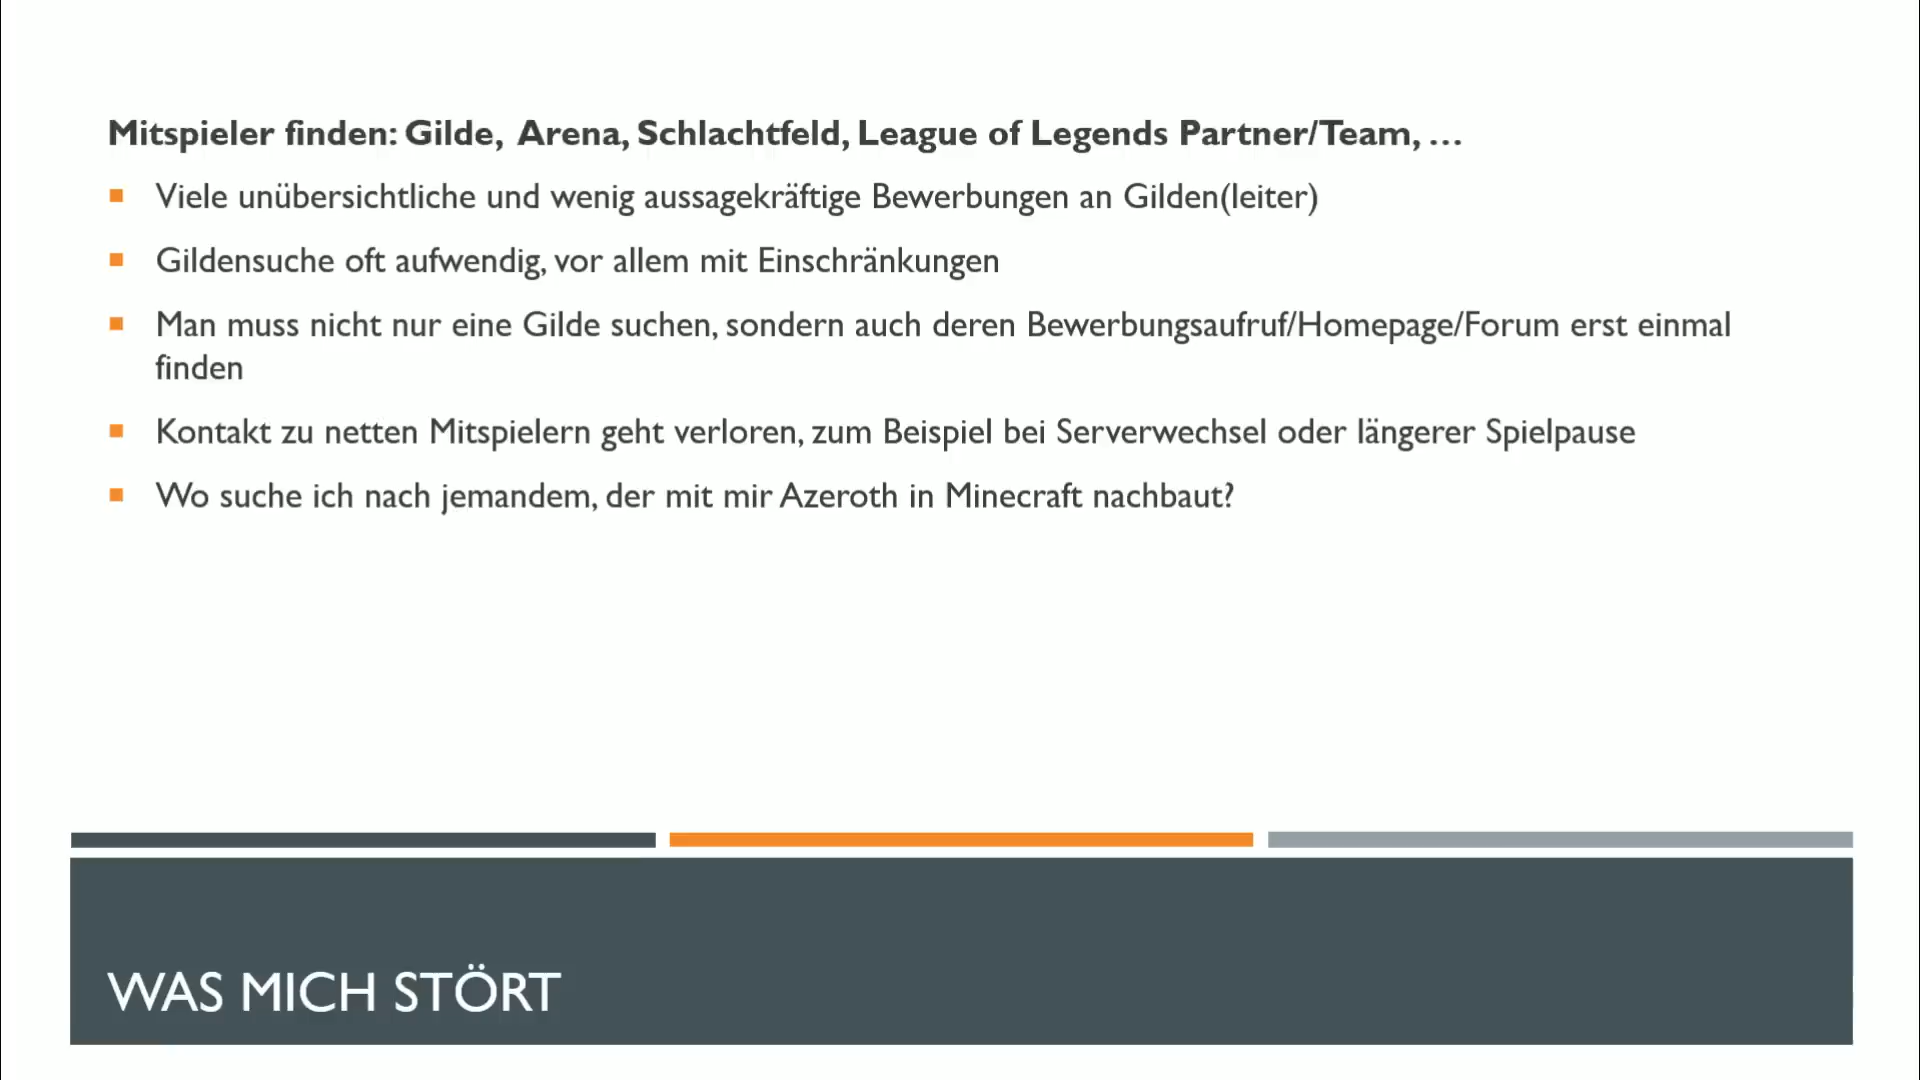 Mitspieler finden: Gilde, Arena, Schlachtfeld, League of Legends Partner/Team, …
Viele unübersichtliche und wenig aussagekräftige Bewerbungen an Gilden(leiter)
Gildensuche oft aufwendig, vor allem mit Einschränkungen
Man muss nicht nur eine Gilde suchen, sondern auch deren Bewerbungsaufruf/Homepage/Forum erst einmal
finden
Kontakt zu netten Mitspielern geht verloren, zum Beispiel bei Serverwechsel oder längerer Spielpause
Wo suche ich nach jemandem, der mit mir Azeroth in Minecraft nachbaut?
WAS MICH STÖRT